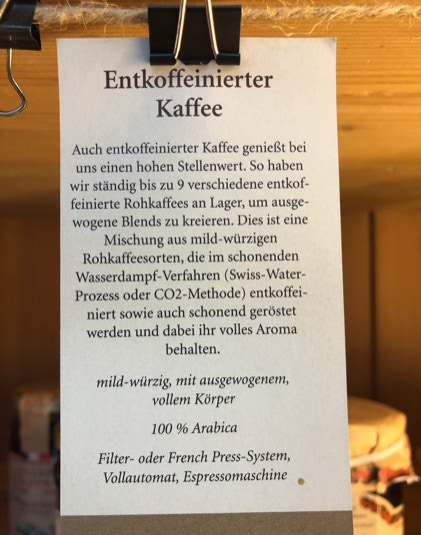 Entkoffeinierter
Kaffee
Auch entkoffeinierter Kaffee genießt bei
uns einen hohen Stellenwert. So haben
wir ständig bis zu 9 verschiedene entkof-
feinierte Rohkaffees an Lager, um ausge-
wogene Blends zu kreieren. Dies ist eine
Mischung aus mild-würzigen
Rohkaffeesorten, die im schonenden
Wasserdampf-Verfahren (Swiss-Water-
Prozess oder CO2-Methode) entkoffei-
niert sowie auch schonend geröstet
werden und dabei ihr volles Aroma
behalten.
mild-würzig, mit ausgewogenem,
vollem Körper
100 % Arabica
Filter- oder French Press-System,
Vollautomat, Espressomaschine